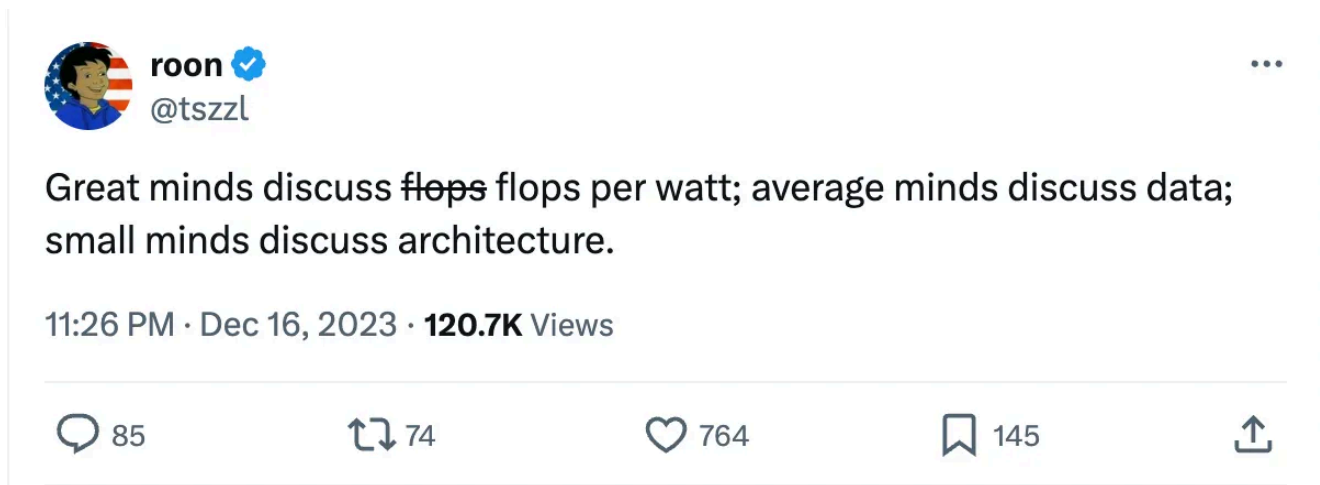 roon
@tszzl
Great minds discuss flops flops per watt; average minds discuss data;
small minds discuss architecture.
11:26 PM · Dec 16, 2023 · 120.7K Views
85 74 764 145